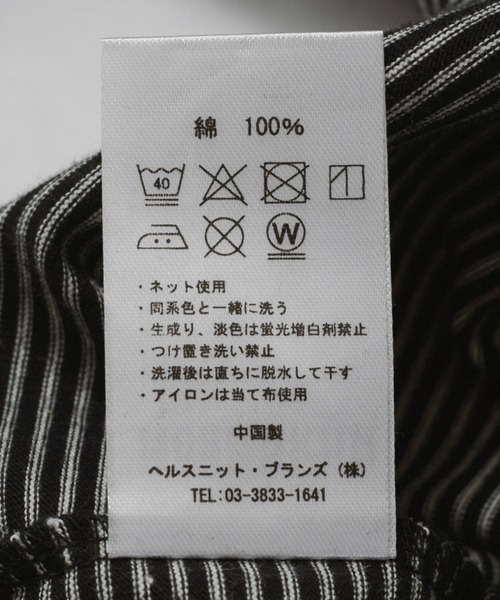 綿 100%
40
W
・ネット使用
・同系色と一緒に洗う
・生成り、淡色は蛍光増白剤禁止
・つけ置き洗い禁止
・洗濯後は直ちに脱水して干す
・アイロンは当て布使用
中国製
ヘルスニット・ブランズ（株）
TEL:03-3833-1641